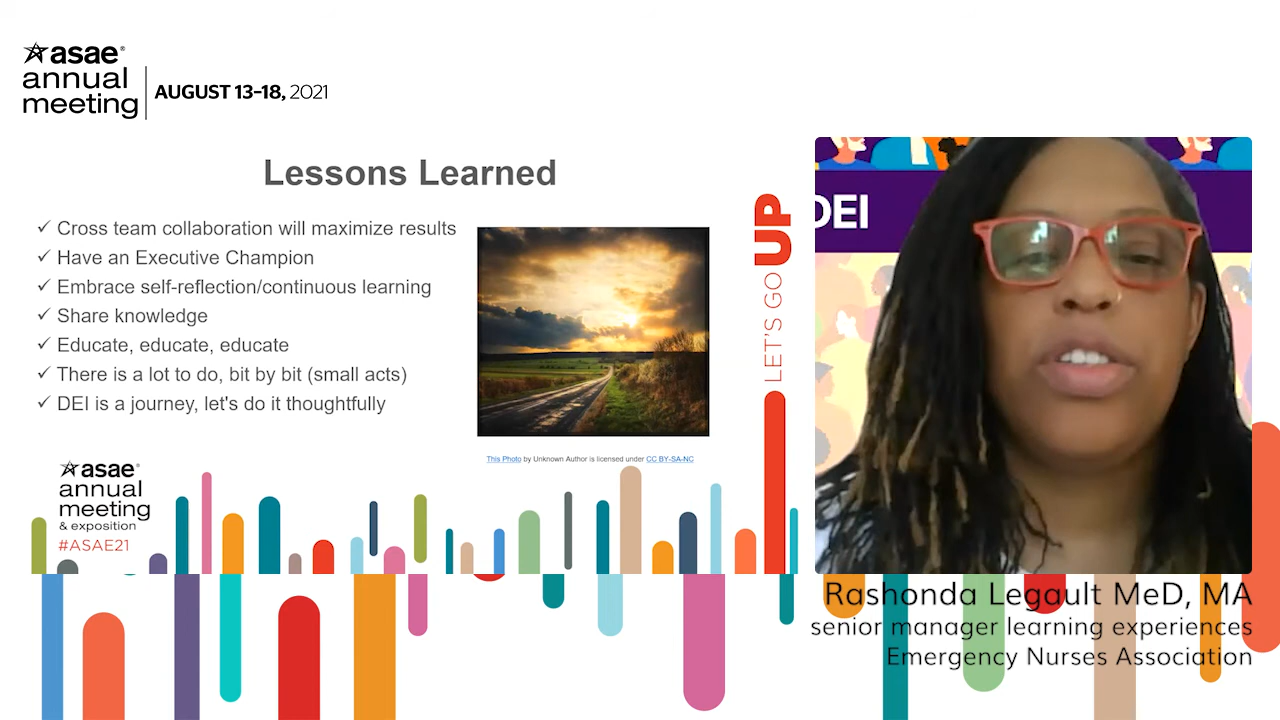 asae®
annual
meeting
AUGUST 13-18, 2021
Lessons Learned
✓ Cross team collaboration will maximize results
✓ Have an Executive Champion
✓ Embrace self-reflection/continuous learning
✓ Share knowledge
✓ Educate, educate, educate
✓ There is a lot to do, bit by bit (small acts)
✓ DEI is a journey, let's do it thoughtfully
This Photo by Unknown Author is licensed under CC BY-SA-NC
asae®
annual
meeting
& exposition
#ASAE21
LET'S GO UP
DEI
Rashonda Legault MeD, MA
senior manager learning experiences
Emergency Nurses Association